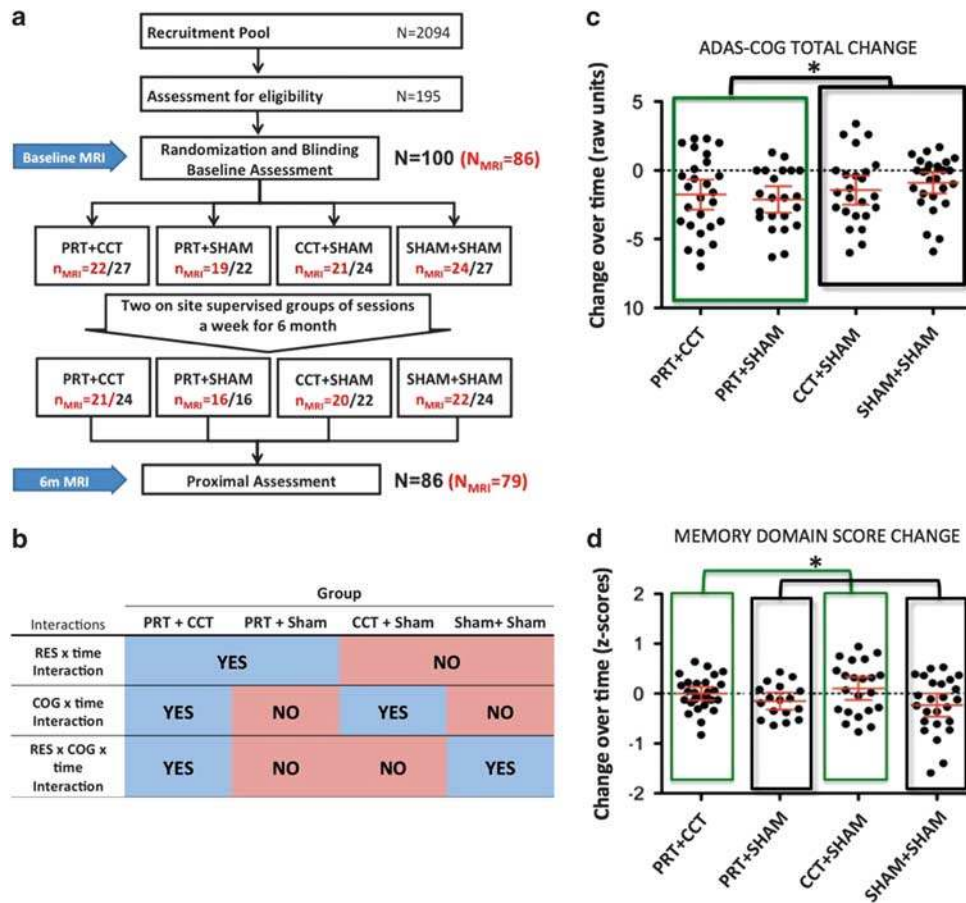 a
Recruitment Pool N=2094
Assessment for eligibility N=195
Baseline MRI
Randomization and Blinding
Baseline Assessment
N=100 (NMRI=86)
PRT+CCT
nMRI=22/27
PRT+SHAM
nMRI=19/22
CCT+SHAM
nMRI=21/24
SHAM+SHAM
nMRI=24/27
Two on site supervised groups of sessions
a week for 6 month
PRT+CCT
nMRI=21/24
PRT+SHAM
nMRI=16/16
CCT+SHAM
nMRI=20/22
SHAM+SHAM
nMRI=22/24
6m MRI
Proximal Assessment
N=86 (NMRI=79)
b
Group
Interactions PRT + CCT PRT + Sham CCT + Sham Sham+ Sham
RES x time
Interaction
YES NO
COG x time
Interaction
YES NO YES NO
RES x COG x
time
Interaction
YES NO NO YES
c
ADAS-COG TOTAL CHANGE
*
Change over time (raw units)
5
0
-5
10
PRT+CCT
PRT+SHAM
CCT+SHAM
SHAM+SHAM
d
MEMORY DOMAIN SCORE CHANGE
*
Change over time (z-scores)
2
1
0
-1
-2
PRT+CCT
PRT+SHAM
CCT+SHAM
SHAM+SHAM